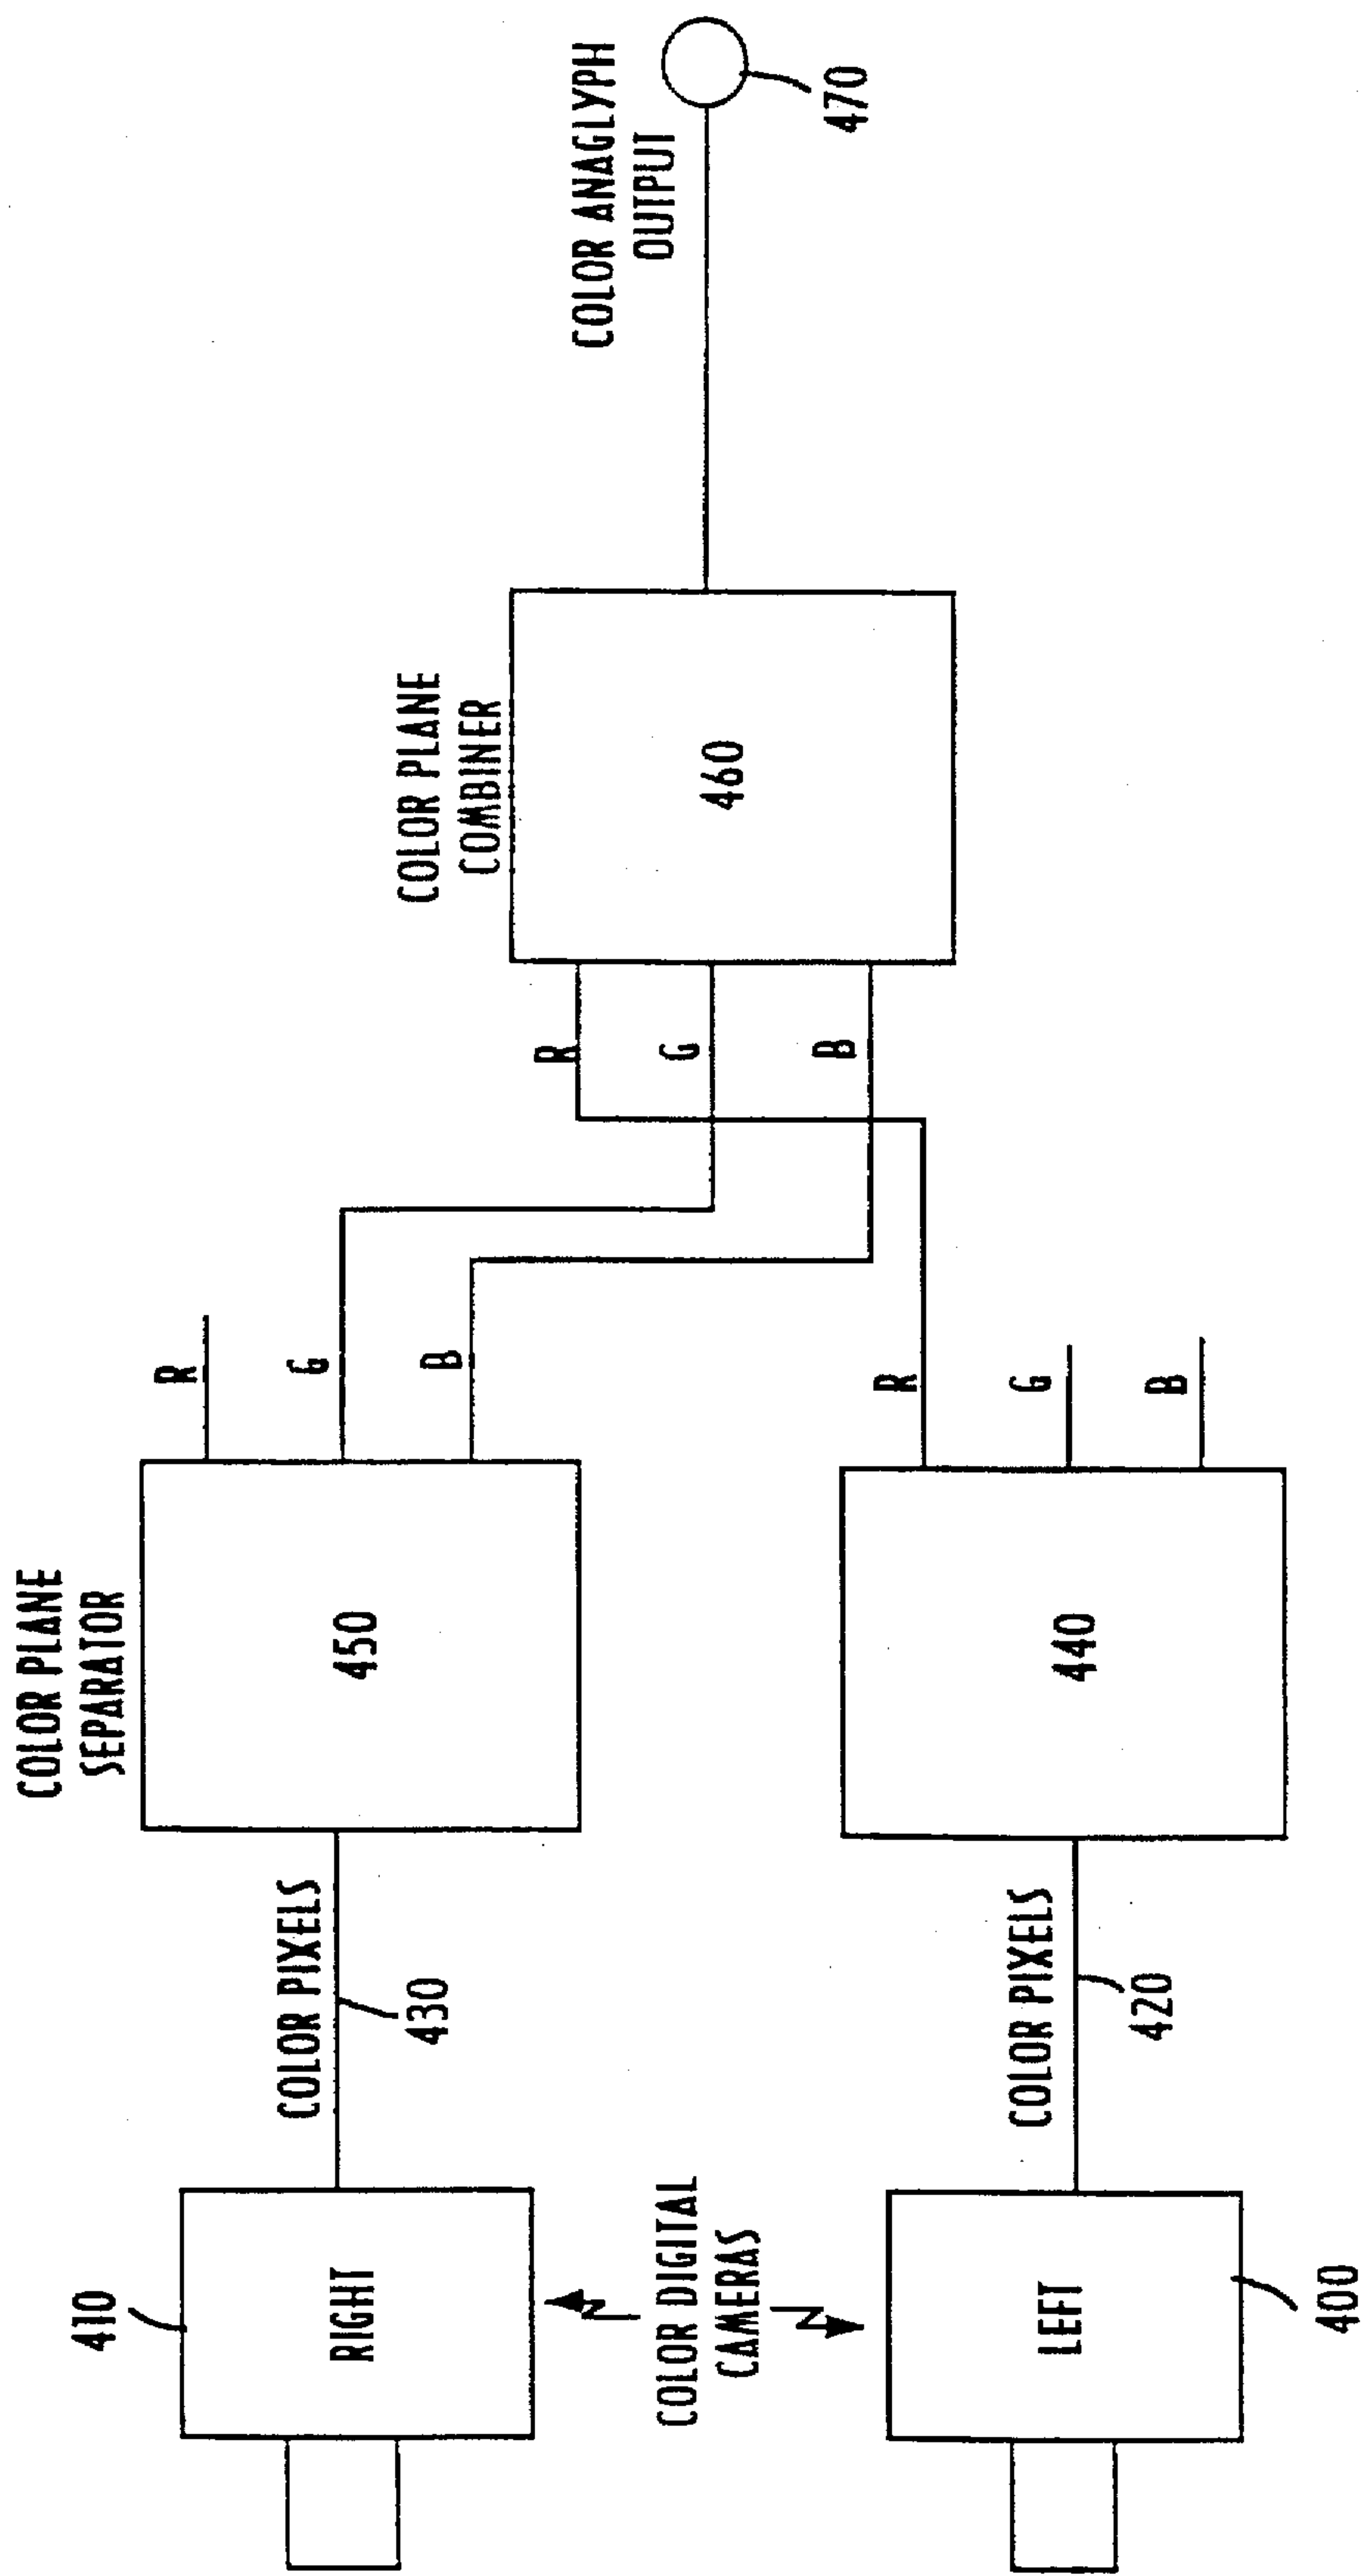 COLOR PLANE
SEPARATOR
410
RIGHT
COLOR PIXELS
430
450
R
G
B
COLOR DIGITAL
CAMERAS
LEFT
400
COLOR PIXELS
420
440
R
G
B
COLOR PLANE
COMBINER
R
G
B
460
COLOR ANAGLYPH
OUTPUT
470